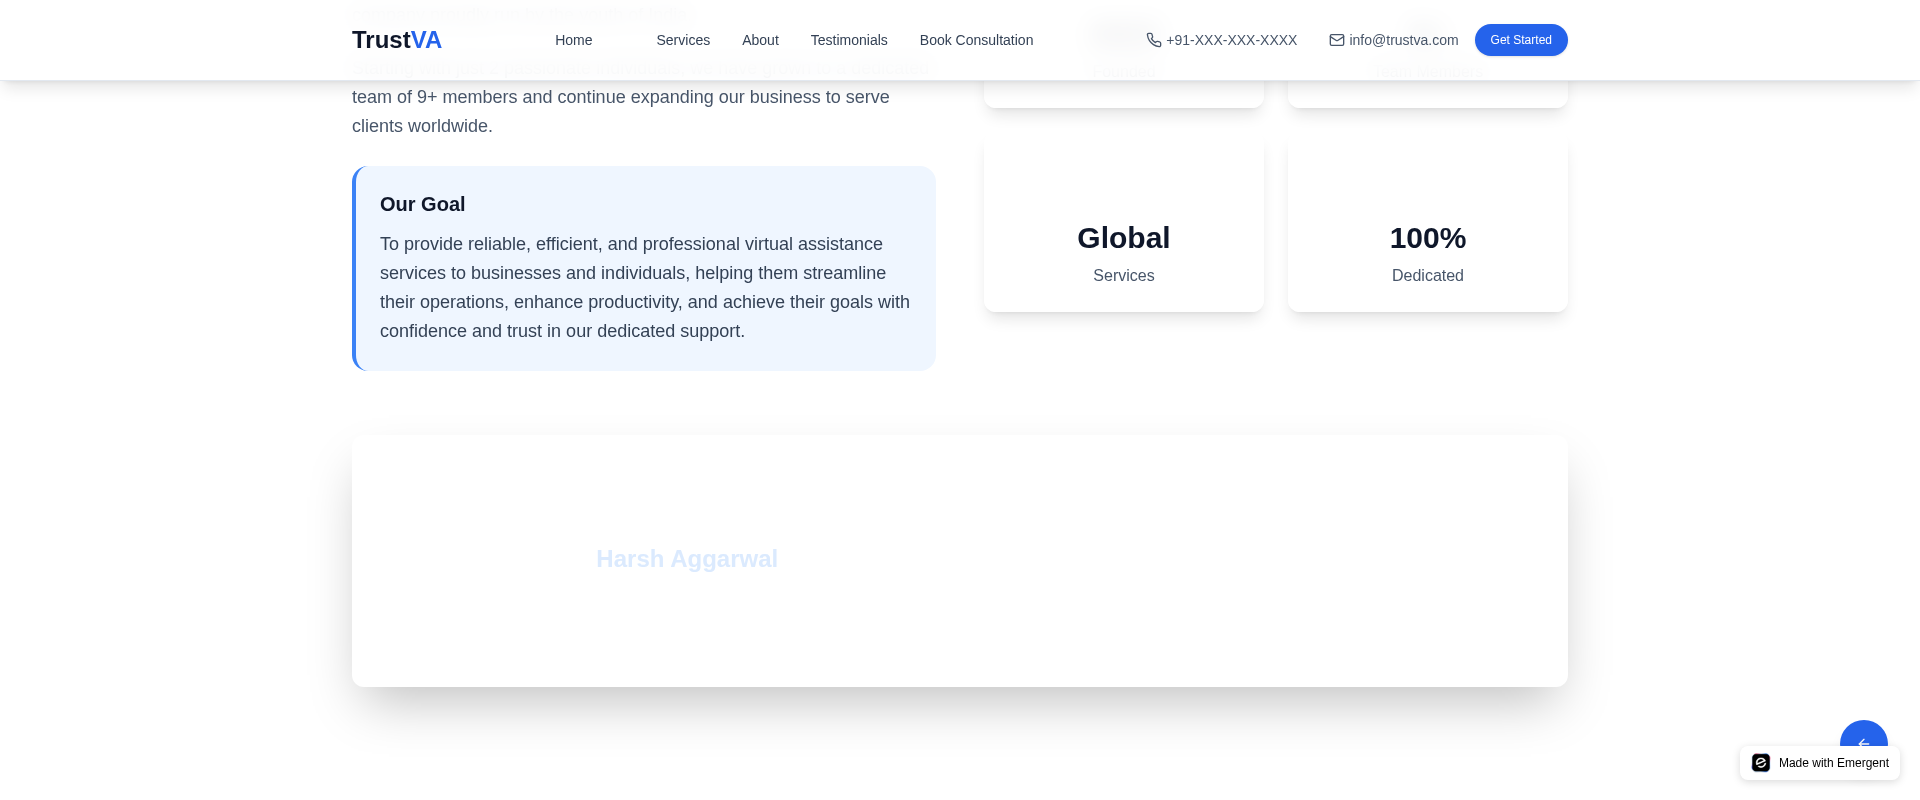 TrustVA
Home
Services
About
Testimonials
Book Consultation
+91-XXX-XXX-XXXX
info@trustva.com
Get Started
team of 9+ members and continue expanding our business to serve
clients worldwide.
Our Goal
To provide reliable, efficient, and professional virtual assistance
services to businesses and individuals, helping them streamline
their operations, enhance productivity, and achieve their goals with
confidence and trust in our dedicated support.
Global
Services
100%
Dedicated
Harsh Aggarwal
Made with Emergent